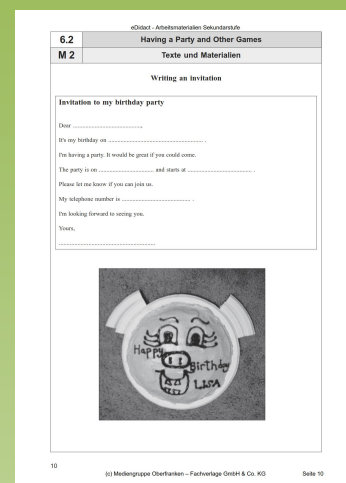 eDidact - Arbeitsmaterialien Sekundarstufe
6.2 Having a Party and Other Games
M 2 Texte und Materialien
Writing an invitation
Invitation to my birthday party
Dear ............................................,
It's my birthday on ............................................................ .
I'm having a party. It would be great if you could come.
The party is on ................................... and starts at ......................................... .
Please let me know if you can join us.
My telephone number is ............................................ .
I'm looking forward to seeing you.
Yours,
..............................................................
Happy Birthday
LISA
10
(c) Mediengruppe Oberfranken – Fachverlage GmbH & Co. KG Seite 10